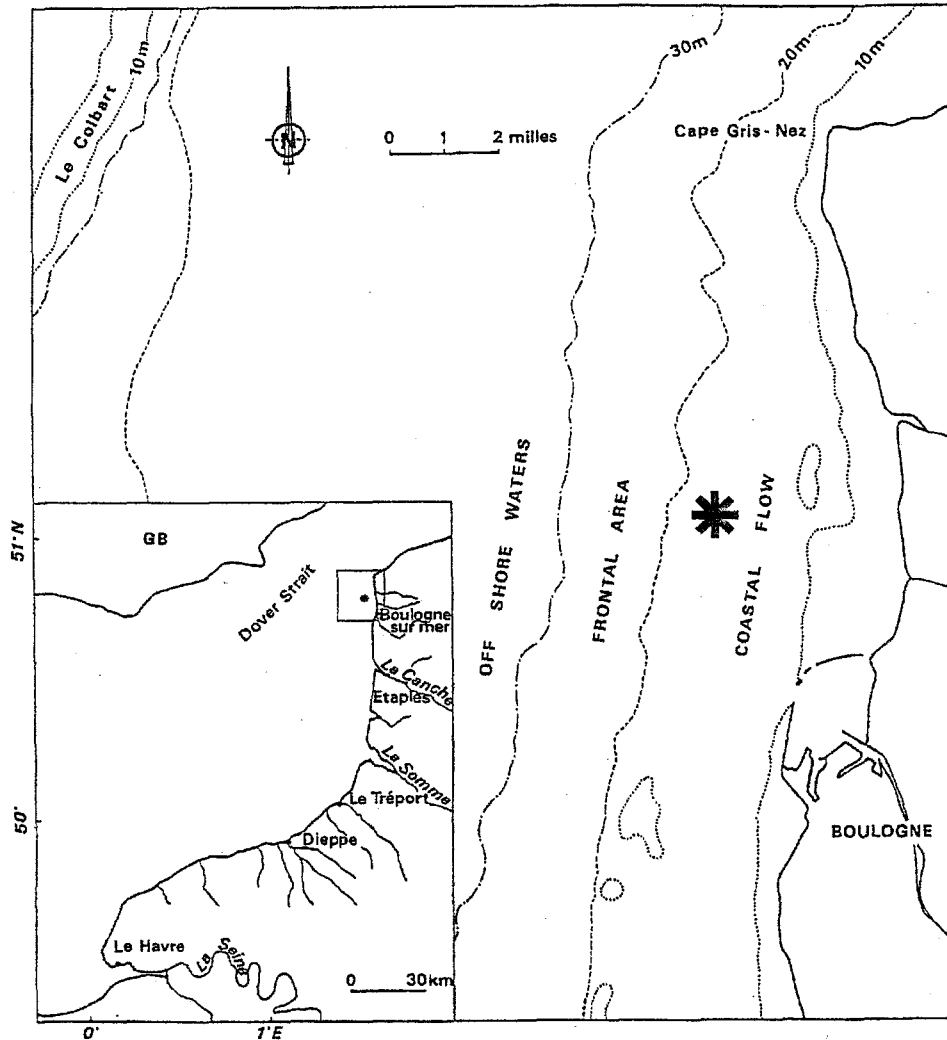 Le Colbart
10m
30m
20m
10m
N
0 1 2 milles
Cape Gris-Nez
OFF SHORE WATERS
FRONTAL AREA
COASTAL FLOW
BOULOGNE
51°N
50°
0°
1°E
GB
Dover Strait
Boulogne
sur mer
La Canche
Etaples
La Somme
Le Tréport
Dieppe
Le Havre
La Seine
0 30km